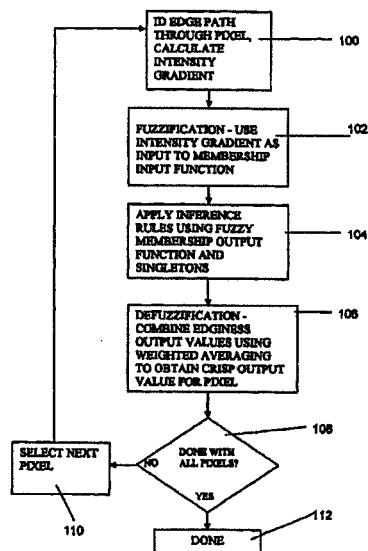 ID EDGE PATH
THROUGH PIXEL,
CALCULATE
INTENSITY
GRADIENT
100
FUZZIFICATION - USE
INTENSITY GRADIENT AS
INPUT TO MEMBERSHIP
INPUT FUNCTION
102
APPLY INFERENCE
RULES USING FUZZY
MEMBERSHIP OUTPUT
FUNCTION AND
SINGLETONS
104
DEFUZZIFICATION -
COMBINE EDGINESS
OUTPUT VALUES USING
WEIGHTED AVERAGING
TO OBTAIN CRISP OUTPUT
VALUE FOR PIXEL
106
DONE WITH
ALL PIXELS?
108
NO
YES
SELECT NEXT
PIXEL
110
DONE
112